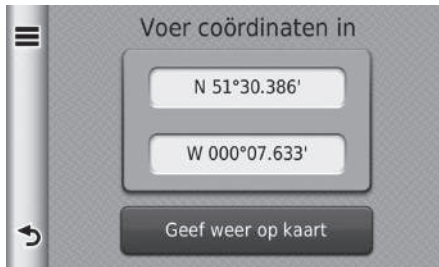 Voer coördinaten in
N 51°30.386'
W 000°07.633'
Geef weer op kaart